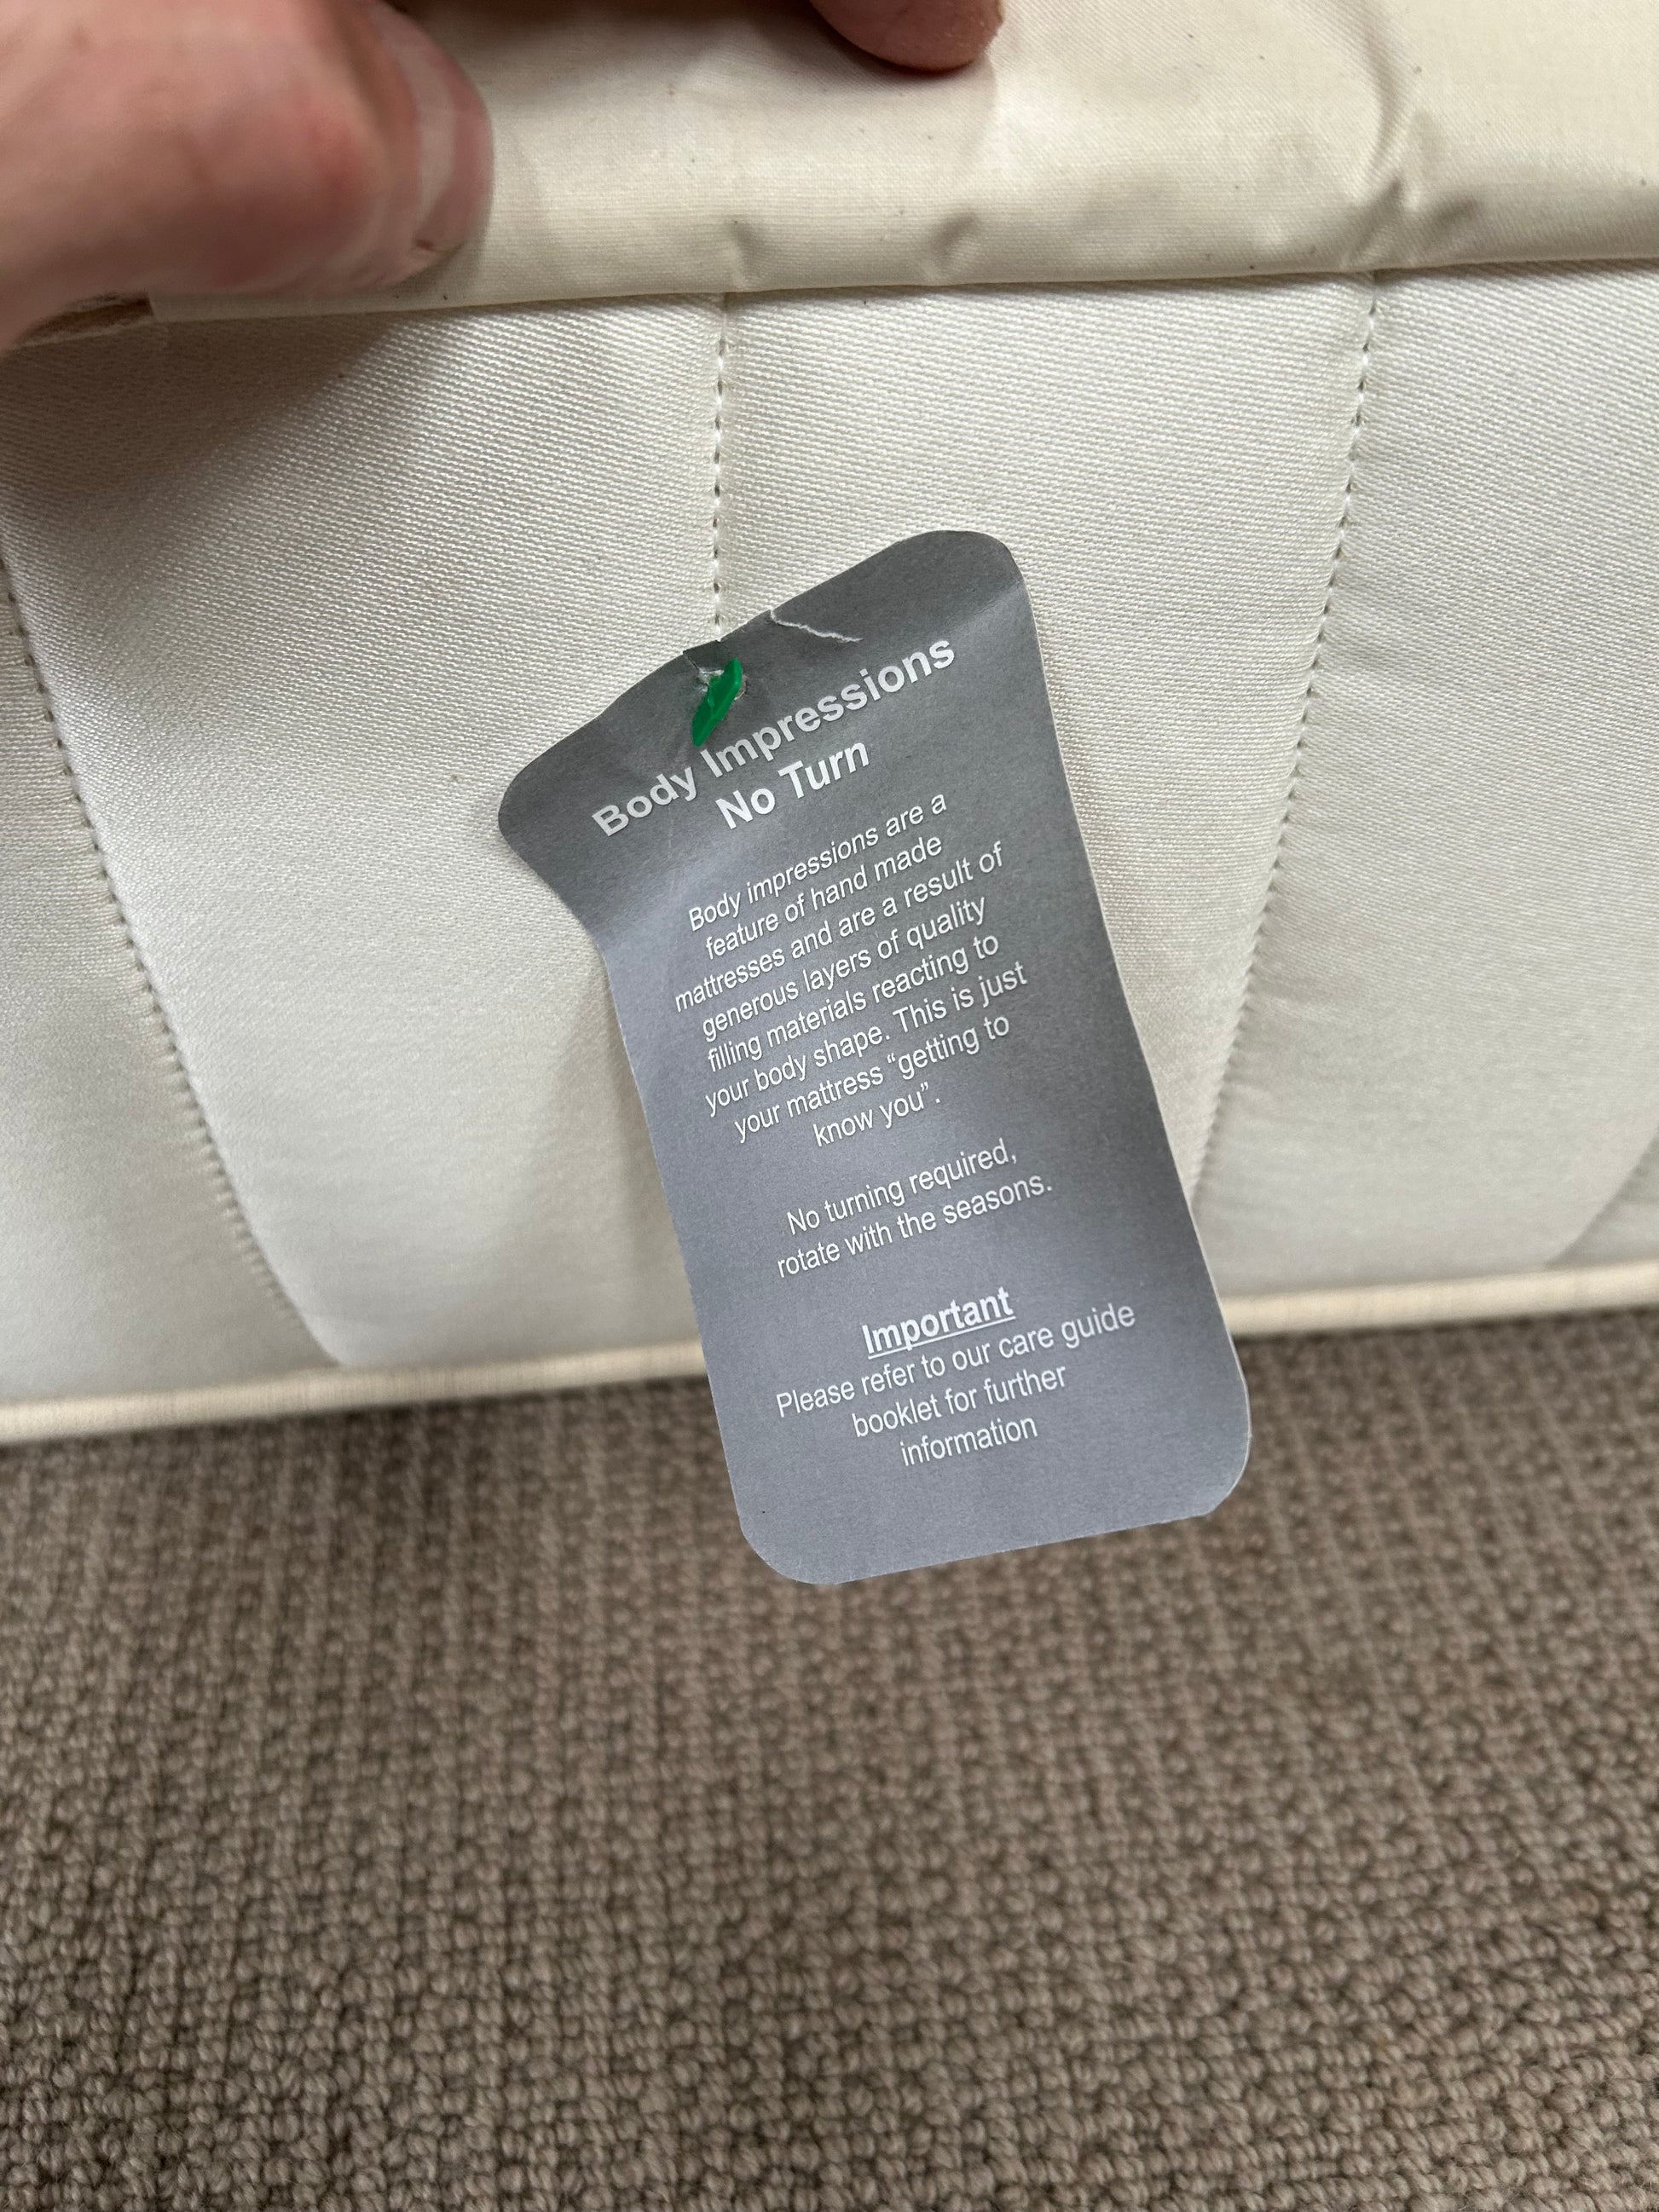 Body Impressions
No Turn
Body impressions are a
feature of hand made
mattresses and are a result of
generous layers of quality
filling materials reacting to
your body shape. This is just
your mattress “getting to
know you”.
No turning required,
rotate with the seasons.
Important
Please refer to our care guide
booklet for further
information